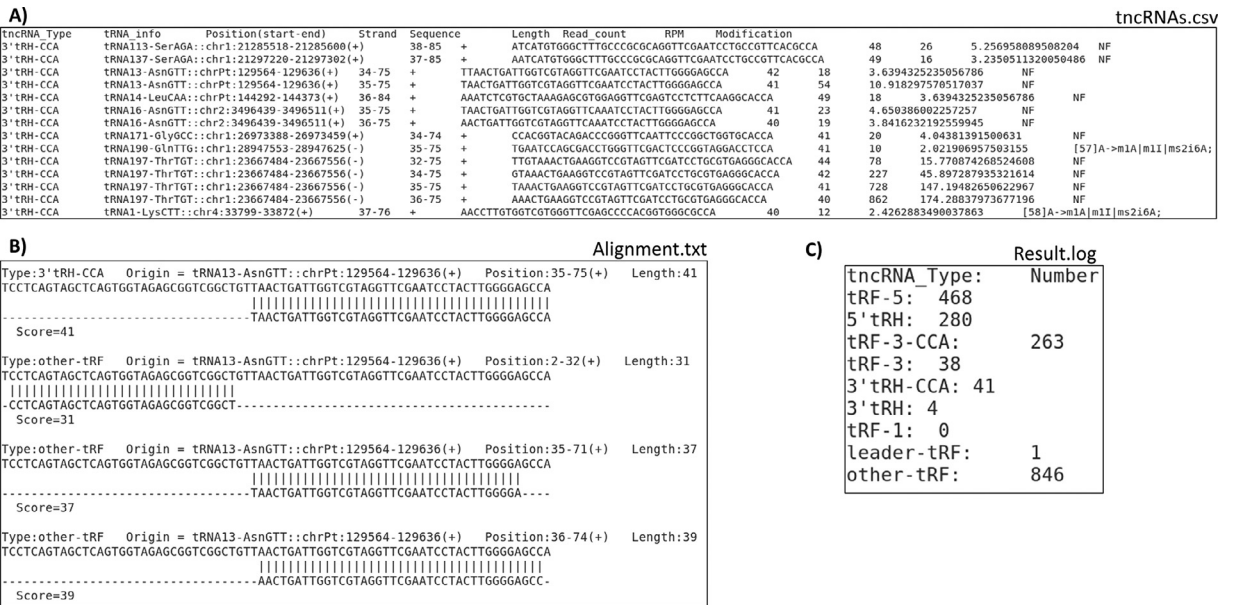 A)
tncRNAs.csv
tncRNA_Type tRNA_info Position(start-end) Strand Sequence Length Read_count RPM Modification
3'tRH-CCA tRNA113-SerAGA::chr1:21285518-21285600(+) 38-85 + ATCATGTGGGCTTTGCCCGCGCAGGTTCGAATCCTGCCGTTCACGCCA 48 26 5.256958089508204 NF
3'tRH-CCA tRNA137-SerAGA::chr1:21297220-21297302(+) 37-85 + AATCATGTGGGCTTTGCCCGCGCAGGTTCGAATCCTGCCGTTCACGCCA 49 16 3.2350511320050486 NF
3'tRH-CCA tRNA13-AsnGTT::chrPt:129564-129636(+) 34-75 + TTAACTGATTGGTCGTAGGTTCGAATCCTACTTGGGGAGCCA 42 18 3.6394325235056786 NF
3'tRH-CCA tRNA13-AsnGTT::chrPt:129564-129636(+) 35-75 + TAACTGATTGGTCGTAGGTTCGAATCCTACTTGGGGAGCCA 41 54 10.918297570517037 NF
3'tRH-CCA tRNA14-LeuCAA::chrPt:144292-144373(+) 36-84 + AAATCTCGTGCTAAAGAGCGTGGAGGTTCGAGTCCTCTTCAAGGCACCA 49 18 3.6394325235056786 NF
3'tRH-CCA tRNA16-AsnGTT::chr2:3496439-3496511(+) 35-75 + TAACTGATTGGTCGTAGGTTCAAATCCTACTTGGGGAGCCA 41 23 4.650386002257257 NF
3'tRH-CCA tRNA16-AsnGTT::chr2:3496439-3496511(+) 36-75 + AACTGATTGGTCGTAGGTTCAAATCCTACTTGGGGAGCCA 40 19 3.8416232192559945 NF
3'tRH-CCA tRNA171-GlyGCC::chr1:26973388-26973459(+) 34-74 + CCACGGTACAGACCCGGGTTCAATTCCCGGCTGGTGCACCA 41 20 4.04381391500631 NF
3'tRH-CCA tRNA190-GlnTTG::chr1:28947553-28947625(-) 35-75 + TGAATCCAGCGACCTGGGTTCGACTCCCGGTAGGACCTCCA 41 10 2.021906957503155 [57]A->m1A|m1I|ms2i6A;
3'tRH-CCA tRNA197-ThrTGT::chr1:23667484-23667556(-) 32-75 + TTGTAAACTGAAGGTCCGTAGTTCGATCCTGCGTGAGGGCACCA 44 78 15.770874268524608 NF
3'tRH-CCA tRNA197-ThrTGT::chr1:23667484-23667556(-) 34-75 + GTAAACTGAAGGTCCGTAGTTCGATCCTGCGTGAGGGCACCA 42 227 45.897287935321614 NF
3'tRH-CCA tRNA197-ThrTGT::chr1:23667484-23667556(-) 35-75 + TAAACTGAAGGTCCGTAGTTCGATCCTGCGTGAGGGCACCA 41 728 147.19482650622967 NF
3'tRH-CCA tRNA197-ThrTGT::chr1:23667484-23667556(-) 36-75 + AAACTGAAGGTCCGTAGTTCGATCCTGCGTGAGGGCACCA 40 862 174.28837973677196 NF
3'tRH-CCA tRNA1-LysCTT::chr4:33799-33872(+) 37-76 + AACCTTGTGGTCGTGGGTTCGAGCCCCACGGTGGGCGCCA 40 12 2.4262883490037863 [58]A->m1A|m1I|ms2i6A;
B)
Alignment.txt
Type:3'tRH-CCA Origin = tRNA13-AsnGTT::chrPt:129564-129636(+) Position:35-75(+) Length:41
TCCTCAGTAGCTCAGTGGTAGAGCGGTCGGCTGTTAACTGATTGGTCGTAGGTTCGAATCCTACTTGGGGAGCCA
|||||||||||||||||||||||||||||||||||||||||
----------------------------------TAACTGATTGGTCGTAGGTTCGAATCCTACTTGGGGAGCCA
Score=41
Type:other-tRF Origin = tRNA13-AsnGTT::chrPt:129564-129636(+) Position:2-32(+) Length:31
TCCTCAGTAGCTCAGTGGTAGAGCGGTCGGCTGTTAACTGATTGGTCGTAGGTTCGAATCCTACTTGGGGAGCCA
|||||||||||||||||||||||||||||||
-CCTCAGTAGCTCAGTGGTAGAGCGGTCGGCT-------------------------------------------
Score=31
Type:other-tRF Origin = tRNA13-AsnGTT::chrPt:129564-129636(+) Position:35-71(+) Length:37
TCCTCAGTAGCTCAGTGGTAGAGCGGTCGGCTGTTAACTGATTGGTCGTAGGTTCGAATCCTACTTGGGGAGCCA
|||||||||||||||||||||||||||||||||||||
----------------------------------TAACTGATTGGTCGTAGGTTCGAATCCTACTTGGGGA----
Score=37
Type:other-tRF Origin = tRNA13-AsnGTT::chrPt:129564-129636(+) Position:36-74(+) Length:39
TCCTCAGTAGCTCAGTGGTAGAGCGGTCGGCTGTTAACTGATTGGTCGTAGGTTCGAATCCTACTTGGGGAGCCA
|||||||||||||||||||||||||||||||||||||||
-----------------------------------AACTGATTGGTCGTAGGTTCGAATCCTACTTGGGGAGCC-
Score=39
C)
Result.log
tncRNA_Type: Number
tRF-5: 468
5'tRH: 280
tRF-3-CCA: 263
tRF-3: 38
3'tRH-CCA: 41
3'tRH: 4
tRF-1: 0
leader-tRF: 1
other-tRF: 846